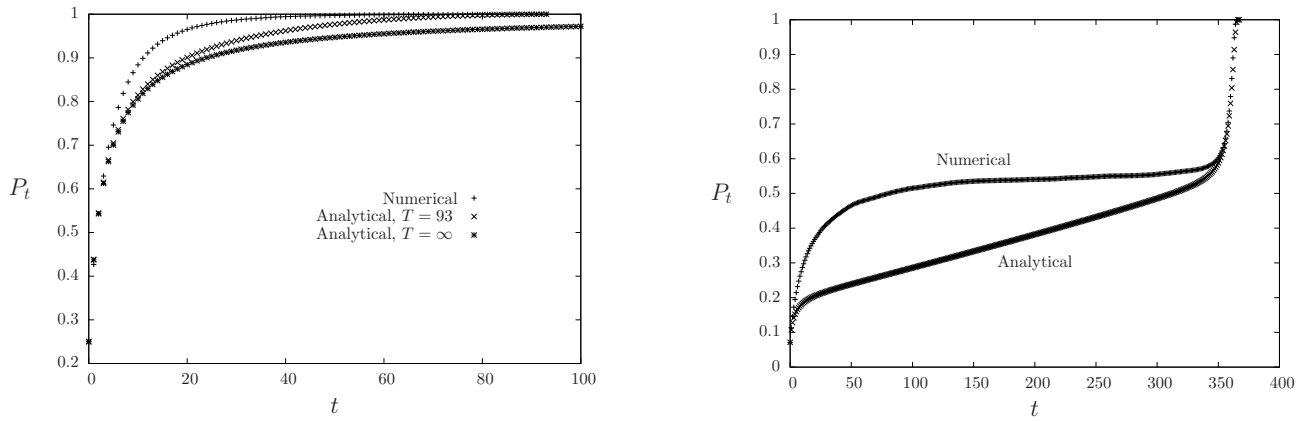 1
0.9
0.8
0.7
0.6
0.5
0.4
0.3
0.2
P_t
Numerical
Analytical, T = 93
Analytical, T = ∞
0 20 40 60 80 100
t
1
0.9
0.8
0.7
0.6
0.5
0.4
0.3
0.2
0.1
0
P_t
Numerical
Analytical
0 50 100 150 200 250 300 350 400
t